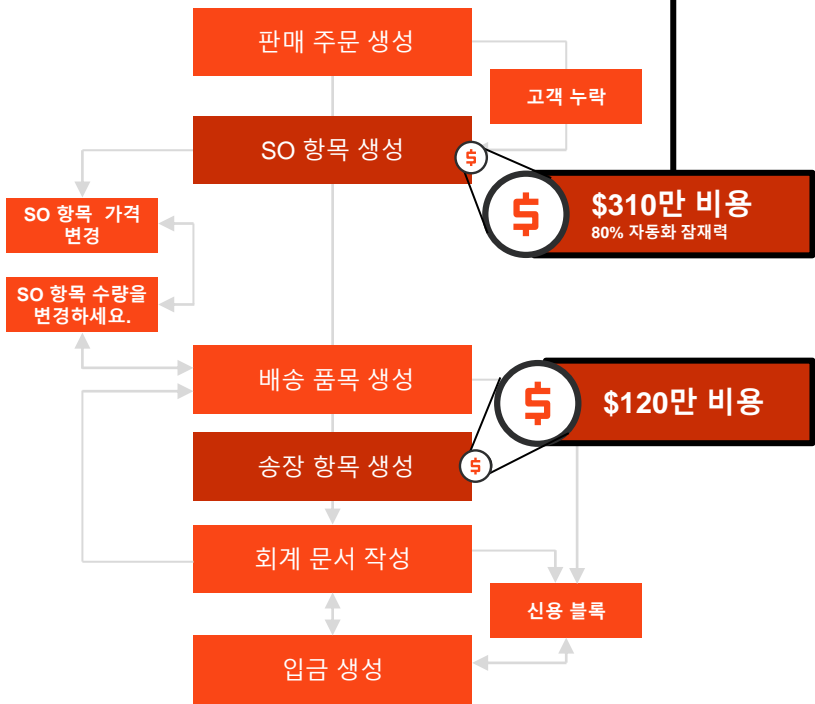 판매 주문 생성
고객 누락
SO 항목 생성
$
$
$310만 비용
80% 자동화 잠재력
SO 항목 가격
변경
SO 항목 수량을
변경하세요.
배송 품목 생성
$
$120만 비용
송장 항목 생성
$
회계 문서 작성
신용 블록
입금 생성